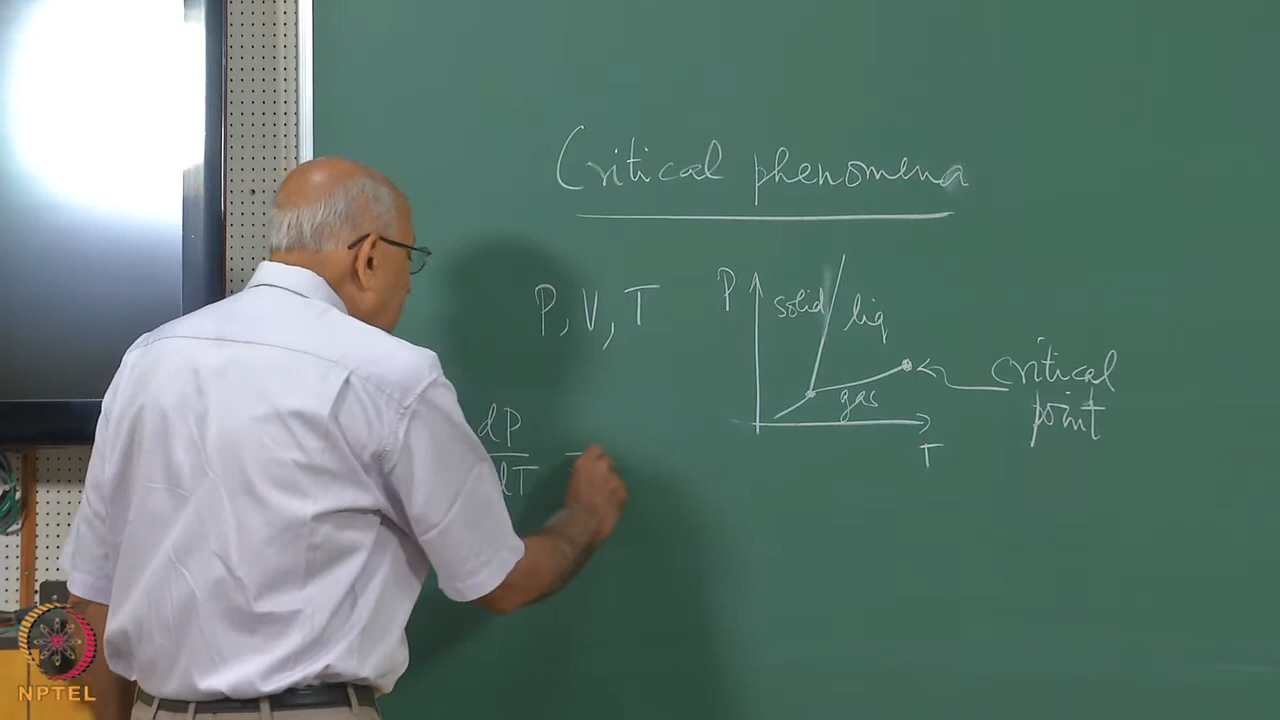 Critical phenomena
P, V, T
P
solid
liq
gas
T
critical
point
dP
dT
=
NPTEL